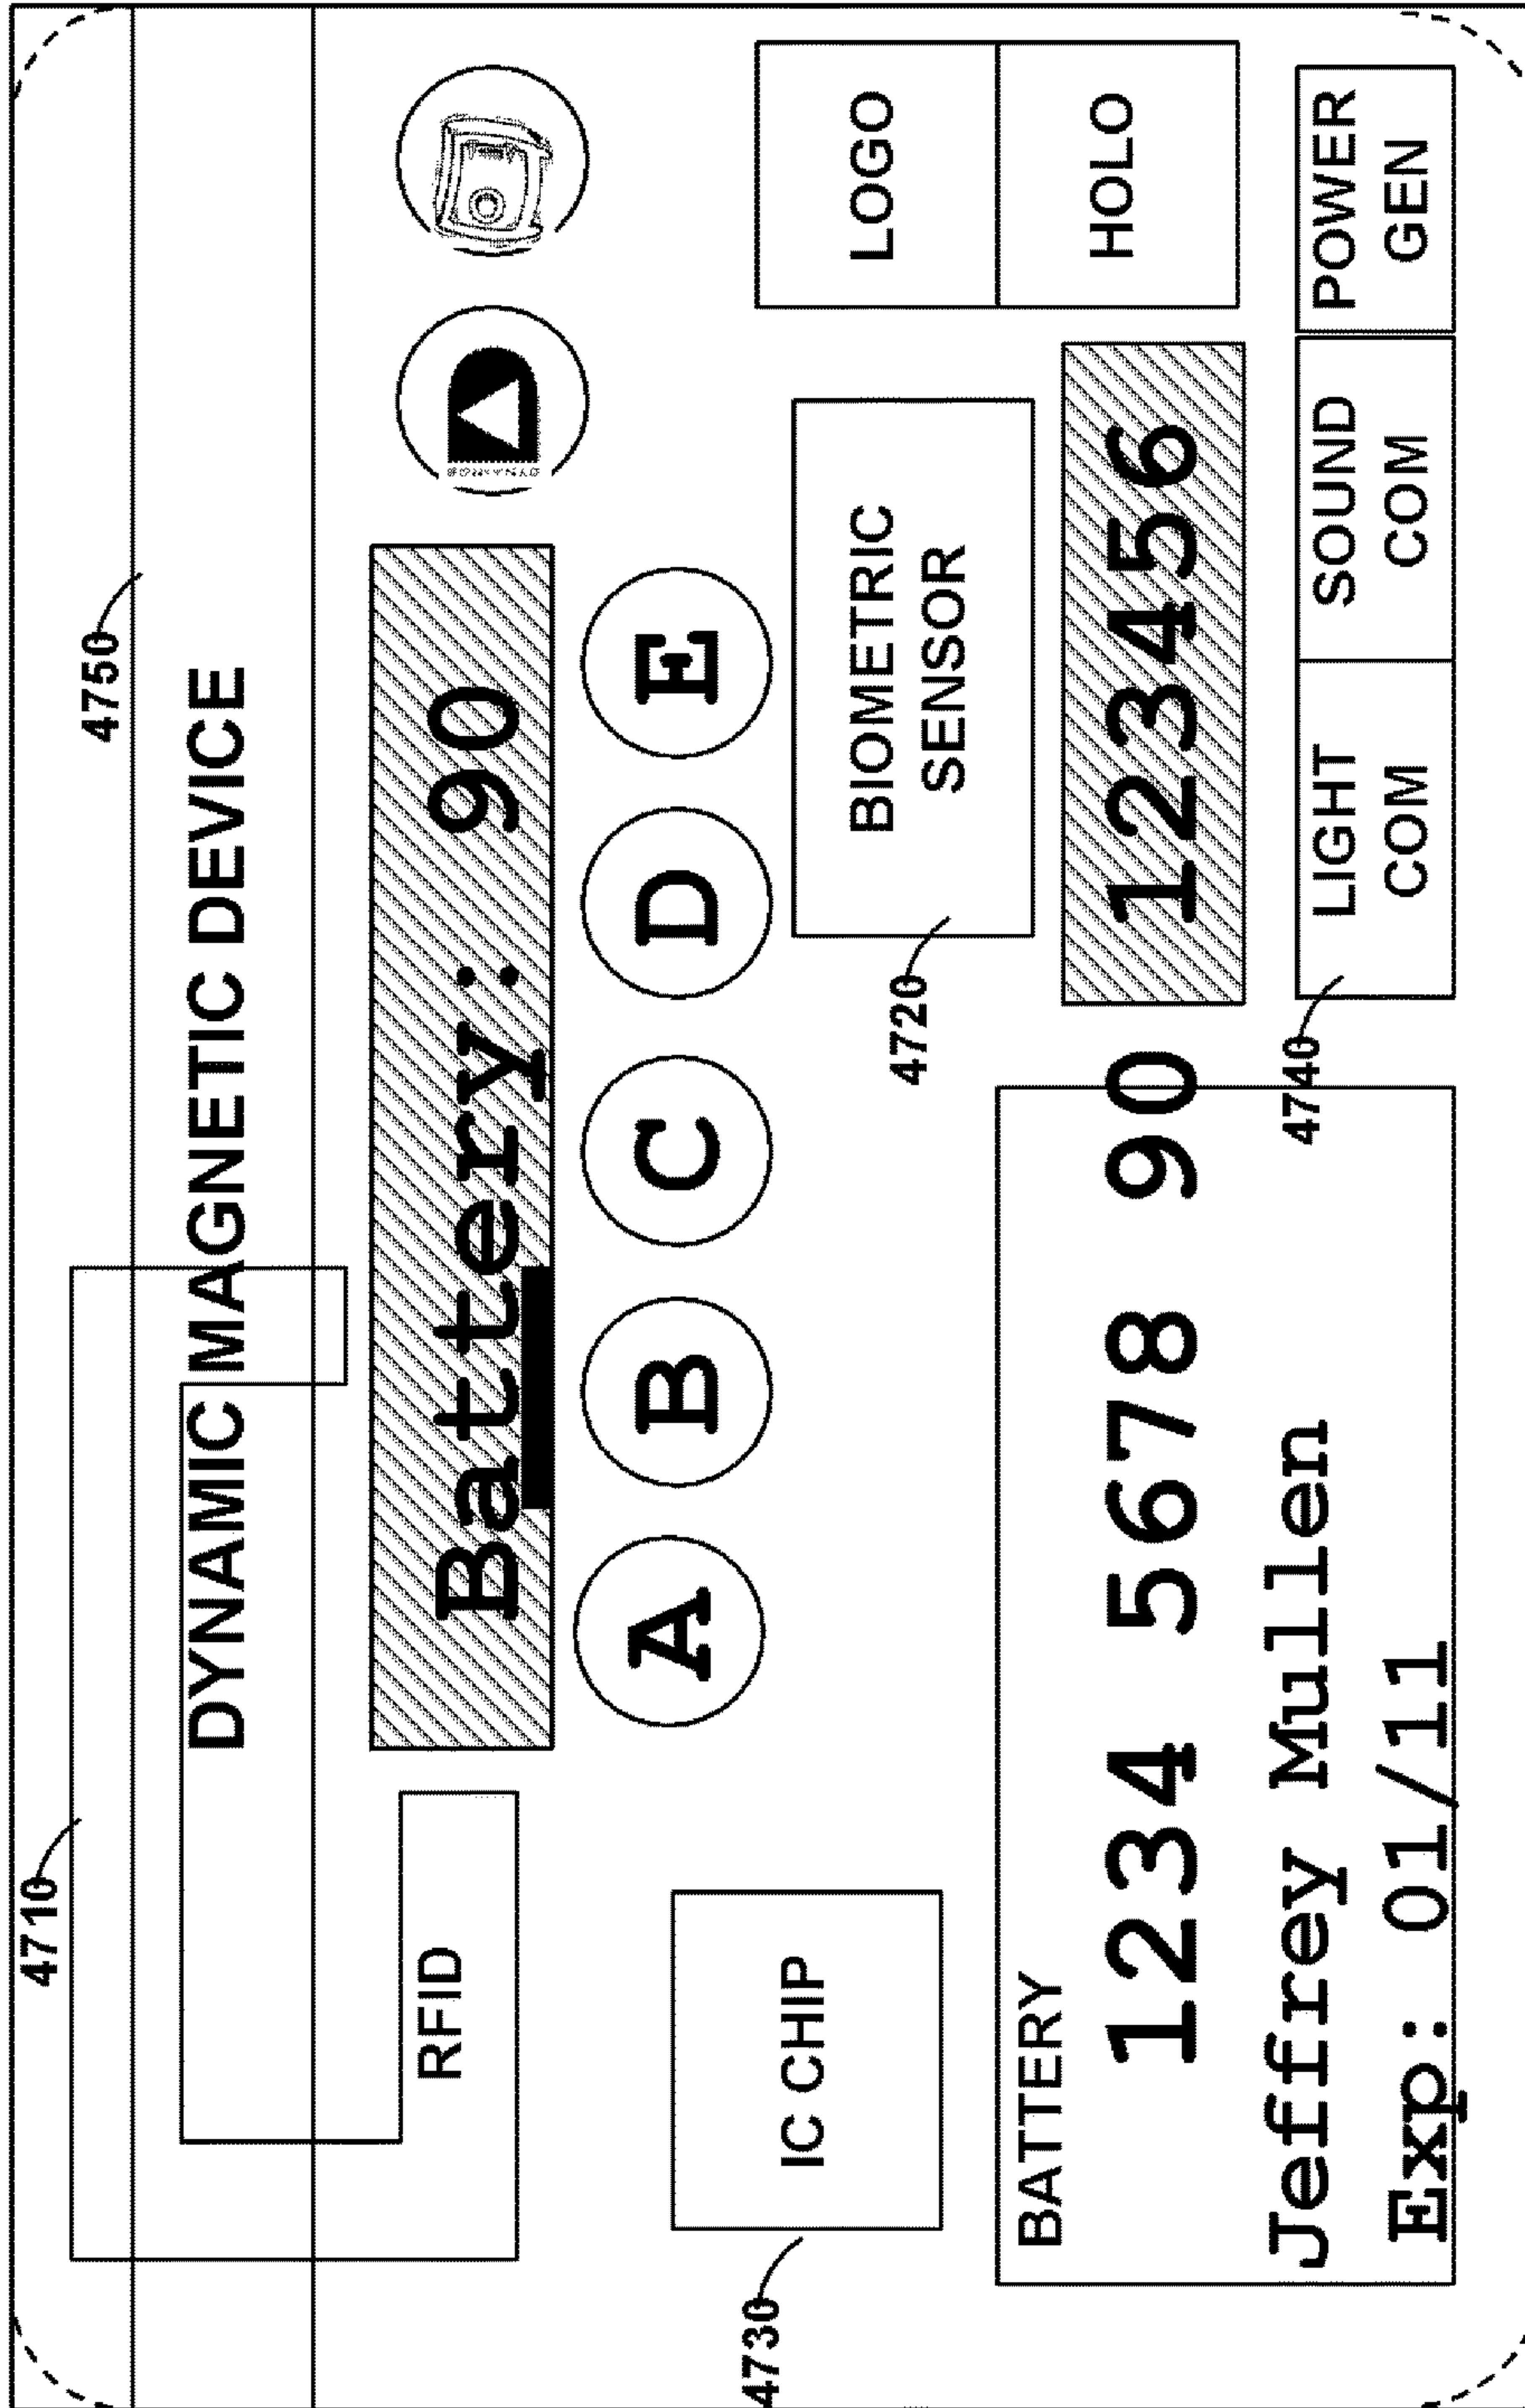 4710
4750
DYNAMIC MAGNETIC DEVICE
RFID
Battery: 90
A B C D E
4730
IC CHIP
4720
BIOMETRIC
SENSOR
LOGO
HOLO
BATTERY
1234 5678 90
123456
Jeffrey Mullen
Exp: 01/11
4740
LIGHT
COM
SOUND
COM
POWER
GEN